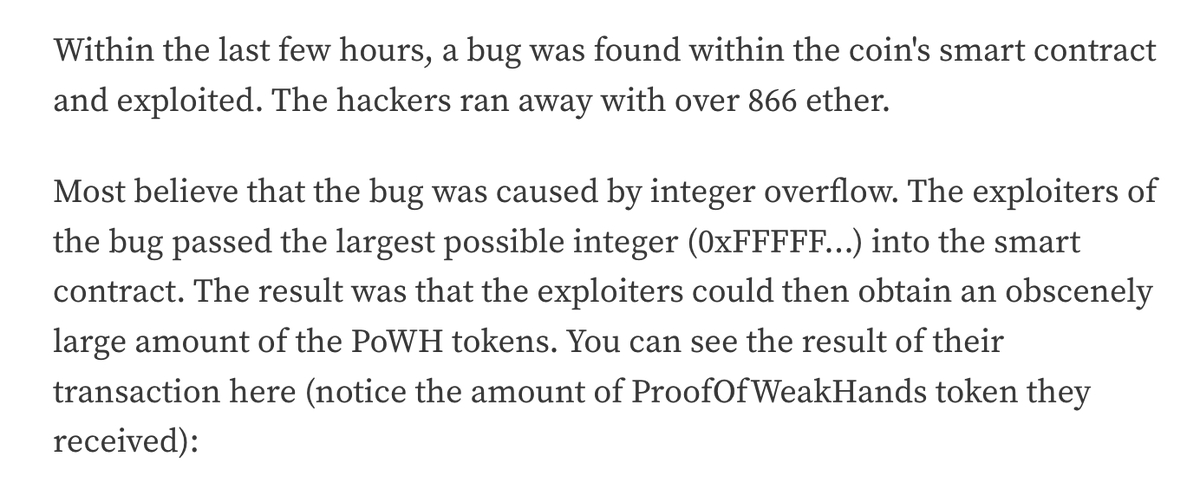 Within the last few hours, a bug was found within the coin's smart contract
and exploited. The hackers ran away with over 866 ether.
Most believe that the bug was caused by integer overflow. The exploiters of
the bug passed the largest possible integer (0xFFFFF...) into the smart
contract. The result was that the exploiters could then obtain an obscenely
large amount of the PoWH tokens. You can see the result of their
transaction here (notice the amount of ProofOfWeakHands token they
received):